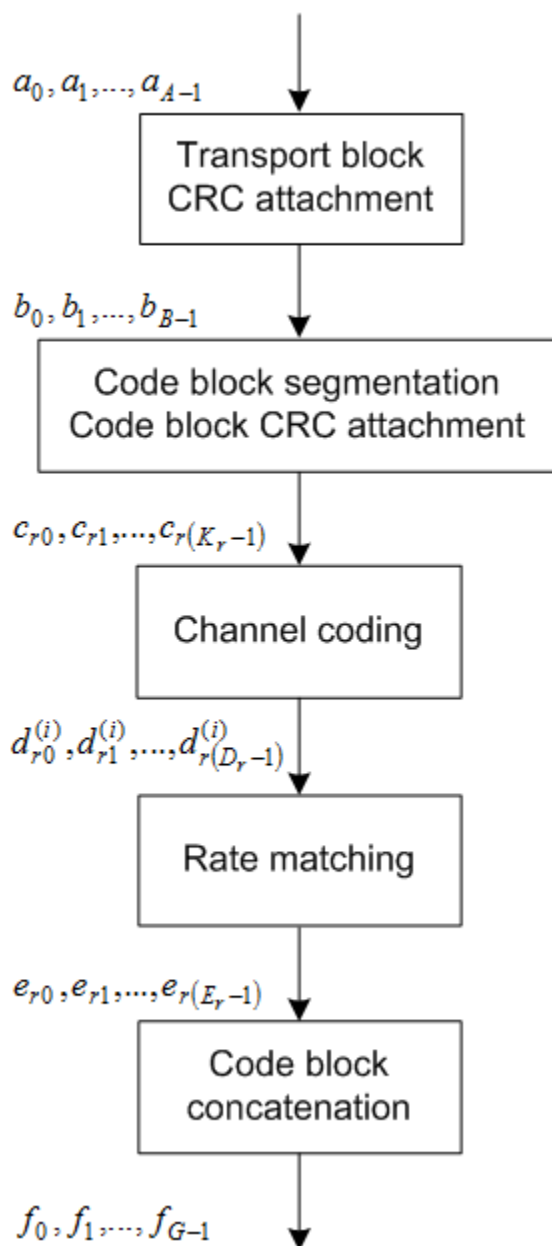 a_0, a_1,..., a_{A-1}
Transport block
CRC attachment
b_0, b_1,..., b_{B-1}
Code block segmentation
Code block CRC attachment
c_{r0}, c_{r1},..., c_{r(K_r-1)}
Channel coding
d_{r0}^{(i)}, d_{r1}^{(i)},..., d_{r(D_r-1)}^{(i)}
Rate matching
e_{r0}, e_{r1},..., e_{r(E_r-1)}
Code block
concatenation
f_0, f_1,..., f_{G-1}